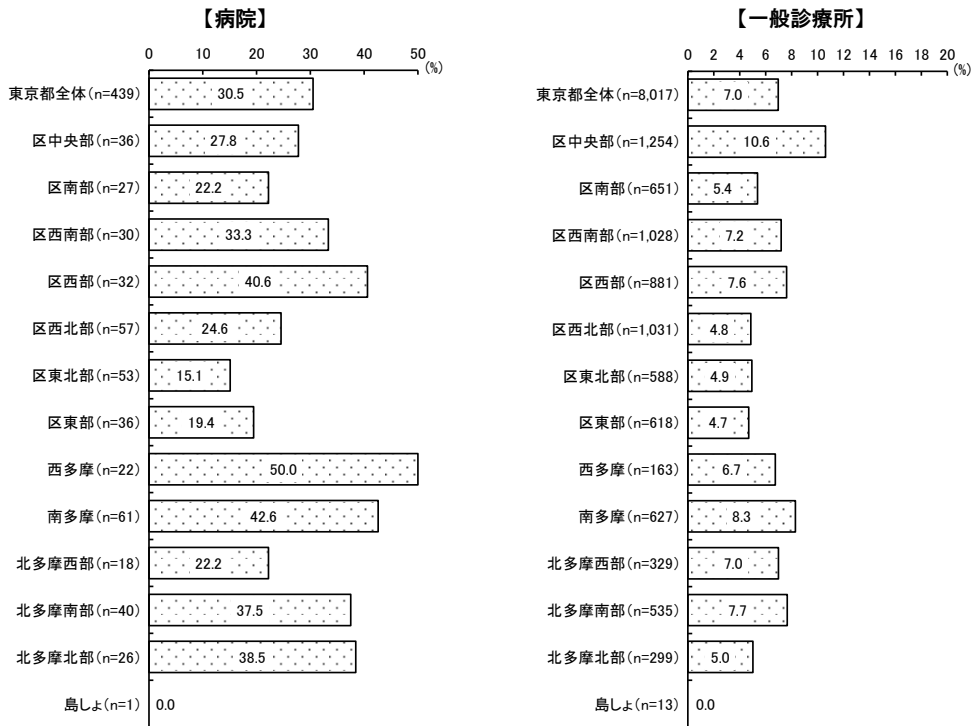 【病院】
0 10 20 30 40 50
(%)
東京都全体(n=439) 30.5
区中央部(n=36) 27.8
区南部(n=27) 22.2
区西南部(n=30) 33.3
区西部(n=32) 40.6
区西北部(n=57) 24.6
区東北部(n=53) 15.1
区東部(n=36) 19.4
西多摩(n=22) 50.0
南多摩(n=61) 42.6
北多摩西部(n=18) 22.2
北多摩南部(n=40) 37.5
北多摩北部(n=26) 38.5
島しょ(n=1) 0.0
【一般診療所】
0 2 4 6 8 10 12 14 16 18 20
(%)
東京都全体(n=8,017) 7.0
区中央部(n=1,254) 10.6
区南部(n=651) 5.4
区西南部(n=1,028) 7.2
区西部(n=881) 7.6
区西北部(n=1,031) 4.8
区東北部(n=588) 4.9
区東部(n=618) 4.7
西多摩(n=163) 6.7
南多摩(n=627) 8.3
北多摩西部(n=329) 7.0
北多摩南部(n=535) 7.7
北多摩北部(n=299) 5.0
島しょ(n=13) 0.0